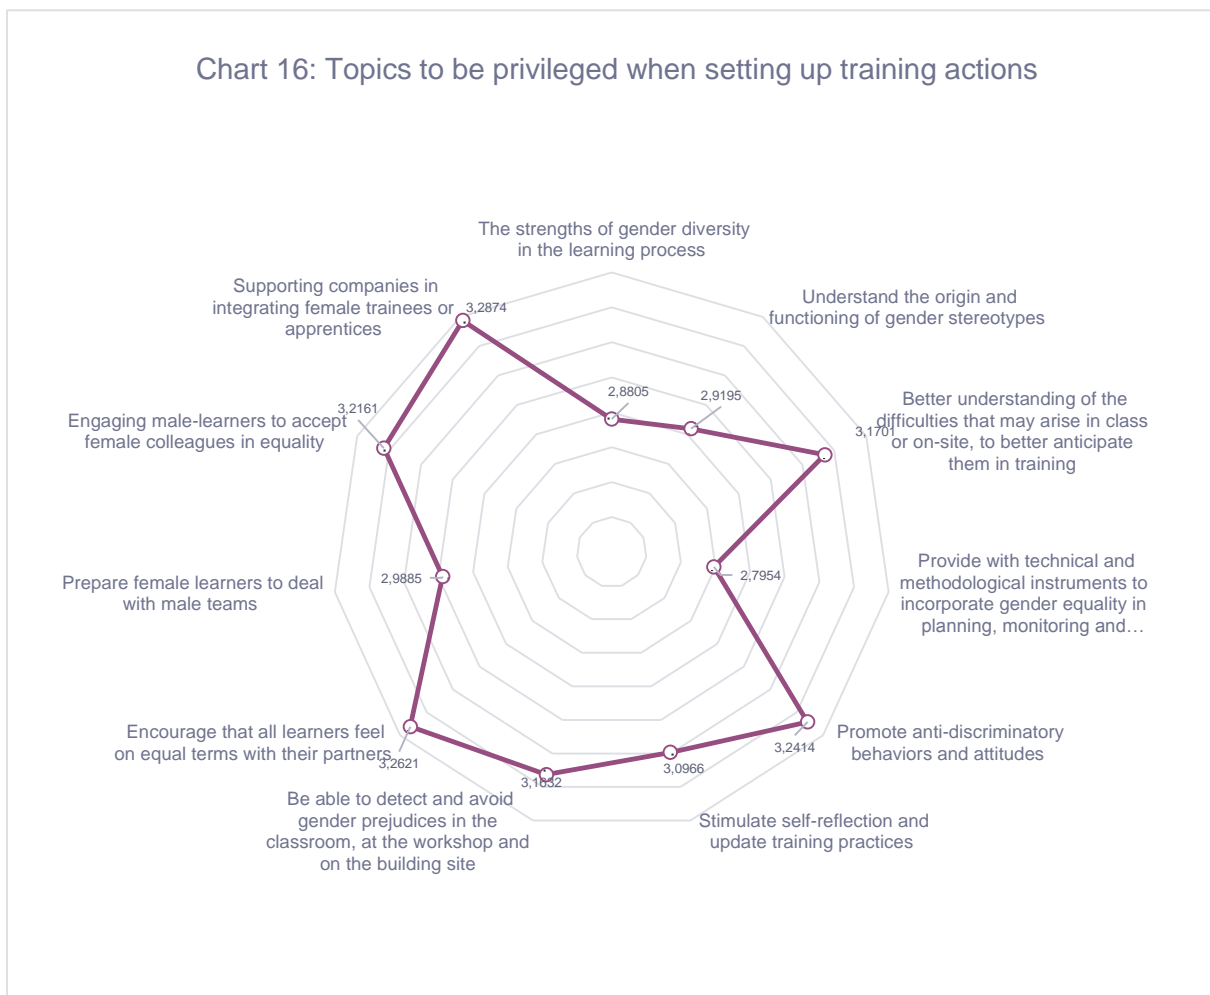 Chart 16: Topics to be privileged when setting up training actions
The strengths of gender diversity
in the learning process
Understand the origin and
functioning of gender stereotypes
Better understanding of the
difficulties that may arise in class
or on-site, to better anticipate
them in training
Provide with technical and
methodological instruments to
incorporate gender equality in
planning, monitoring and…
Promote anti-discriminatory
behaviors and attitudes
Stimulate self-reflection and
update training practices
Be able to detect and avoid
gender prejudices in the
classroom, at the workshop and
on the building site
Encourage that all learners feel
on equal terms with their partners
Prepare female learners to deal
with male teams
Engaging male-learners to accept
female colleagues in equality
Supporting companies in
integrating female trainees or
apprentices
2,8805
2,9195
3,1701
2,7954
3,2414
3,0966
3,1632
3,2621
2,9885
3,2161
3,2874